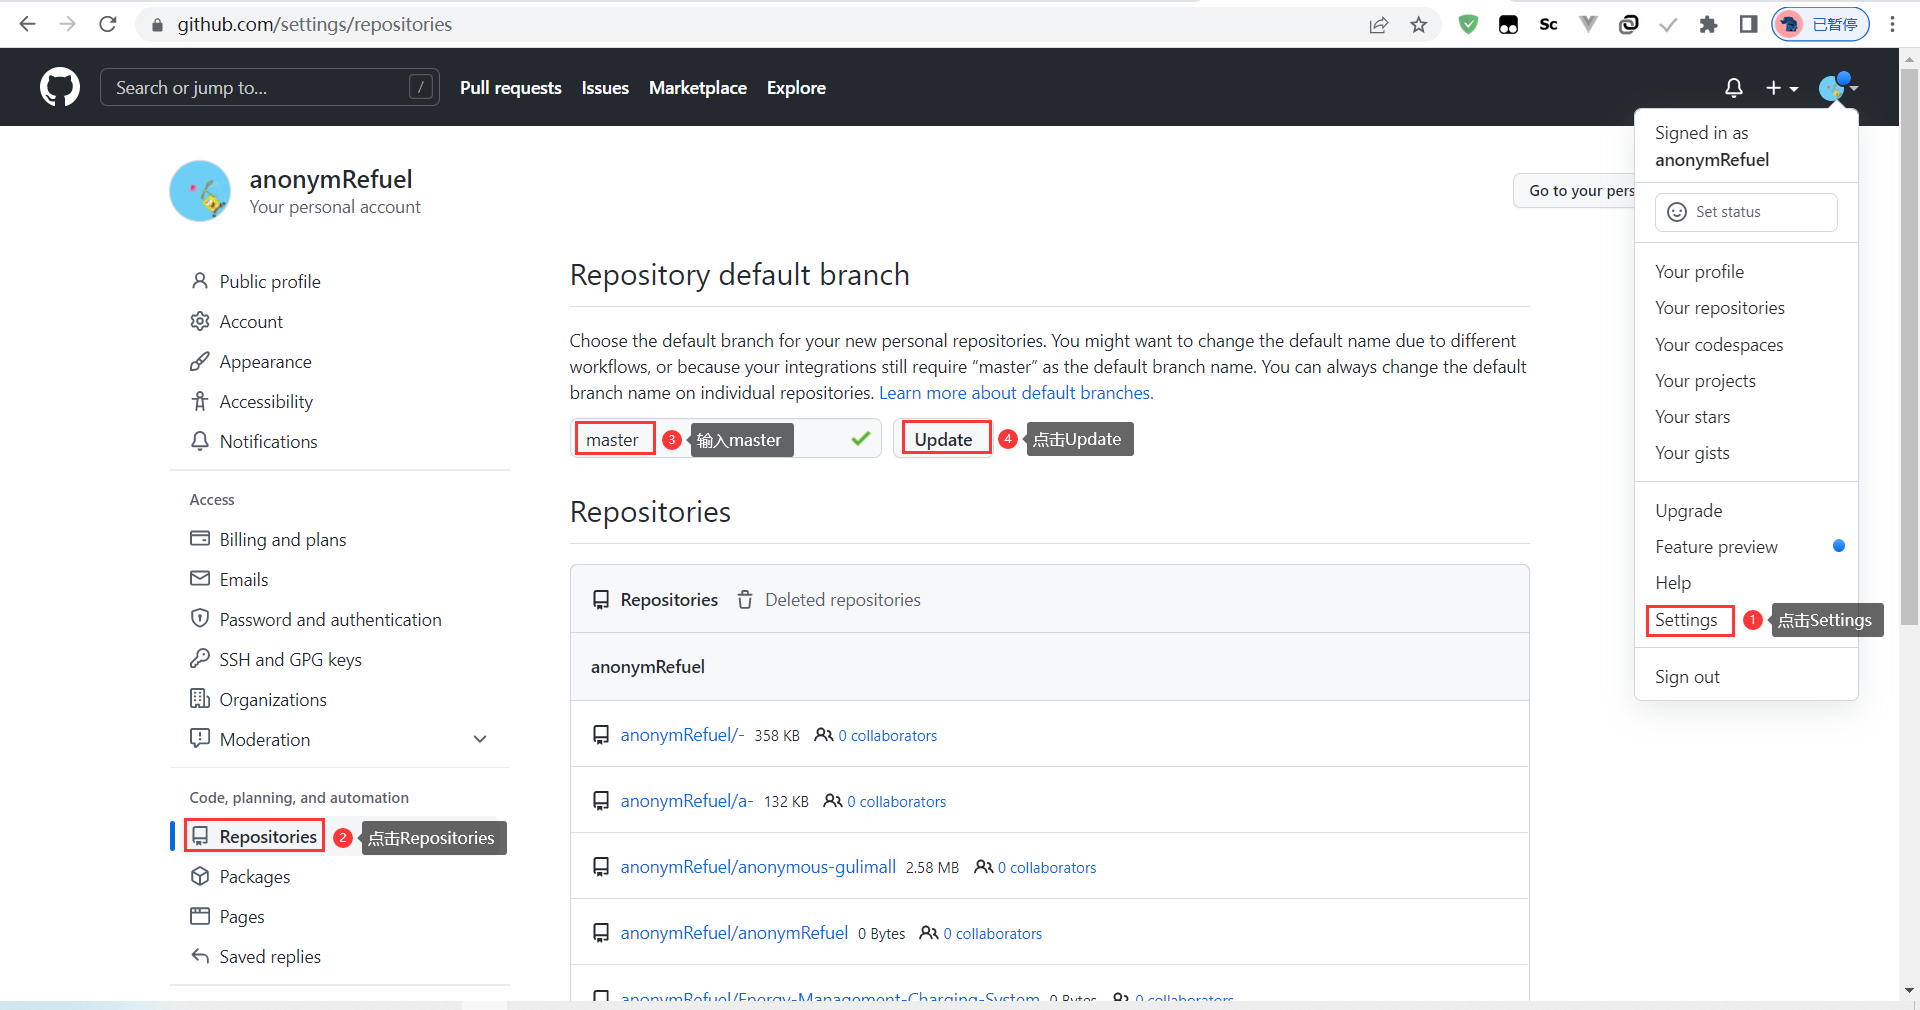 github.com/settings/repositories
Sc
已暂停
Search or jump to...
/
Pull requests
Issues
Marketplace
Explore
Signed in as
anonymRefuel
Set status
Your profile
Your repositories
Your codespaces
Your projects
Your stars
Your gists
Upgrade
Feature preview
Help
Settings
1
点击Settings
Sign out
anonymRefuel
Your personal account
Go to your pers
Public profile
Account
Appearance
Accessibility
Notifications
Access
Billing and plans
Emails
Password and authentication
SSH and GPG keys
Organizations
Moderation
Code, planning, and automation
Repositories
2
点击Repositories
Packages
Pages
Saved replies
Repository default branch
Choose the default branch for your new personal repositories. You might want to change the default name due to different
workflows, or because your integrations still require “master” as the default branch name. You can always change the default
branch name on individual repositories. Learn more about default branches.
master
3
输入master
Update
4
点击Update
Repositories
Repositories
Deleted repositories
anonymRefuel
anonymRefuel/- 358 KB 0 collaborators
anonymRefuel/a- 132 KB 0 collaborators
anonymRefuel/anonymous-gulimall 2.58 MB 0 collaborators
anonymRefuel/anonymRefuel 0 Bytes 0 collaborators
anonymRefuel/Energy-Management-Charging-System 0 Bytes 0 collaborators